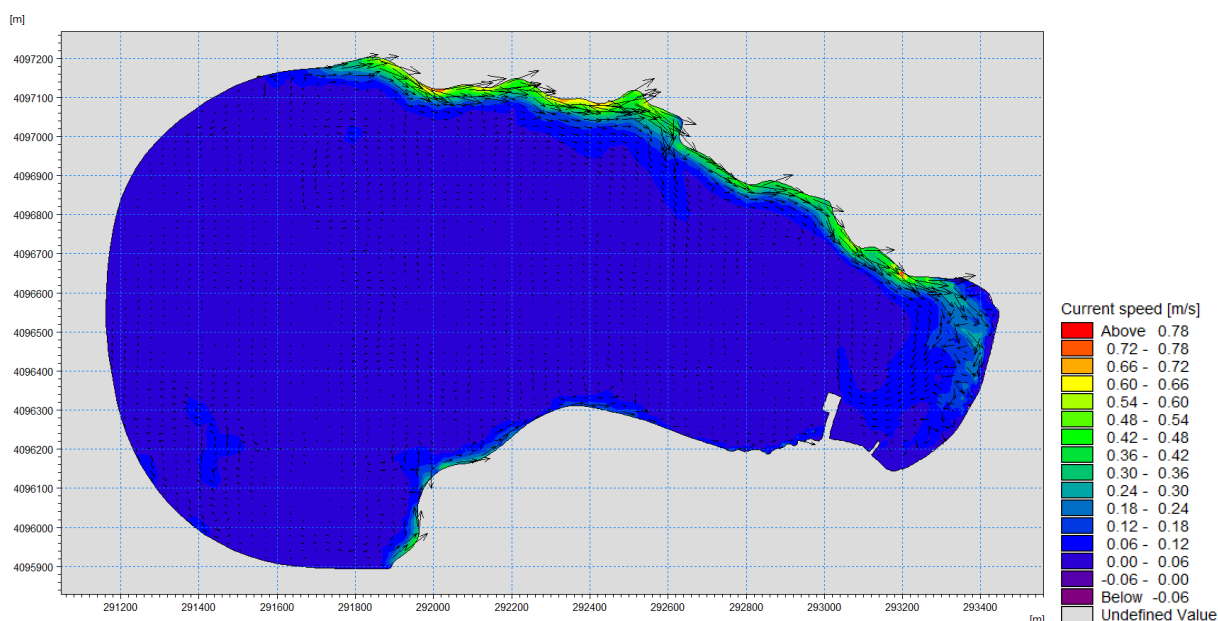 [m]
4097200
4097100
4097000
4096900
4096800
4096700
4096600
4096500
4096400
4096300
4096200
4096100
4096000
4095900
291200 291400 291600 291800 292000 292200 292400 292600 292800 293000 293200 293400
[m]
Current speed [m/s]
Above 0.78
0.72 - 0.78
0.66 - 0.72
0.60 - 0.66
0.54 - 0.60
0.48 - 0.54
0.42 - 0.48
0.36 - 0.42
0.30 - 0.36
0.24 - 0.30
0.18 - 0.24
0.12 - 0.18
0.06 - 0.12
0.00 - 0.06
-0.06 - 0.00
Below -0.06
Undefined Value